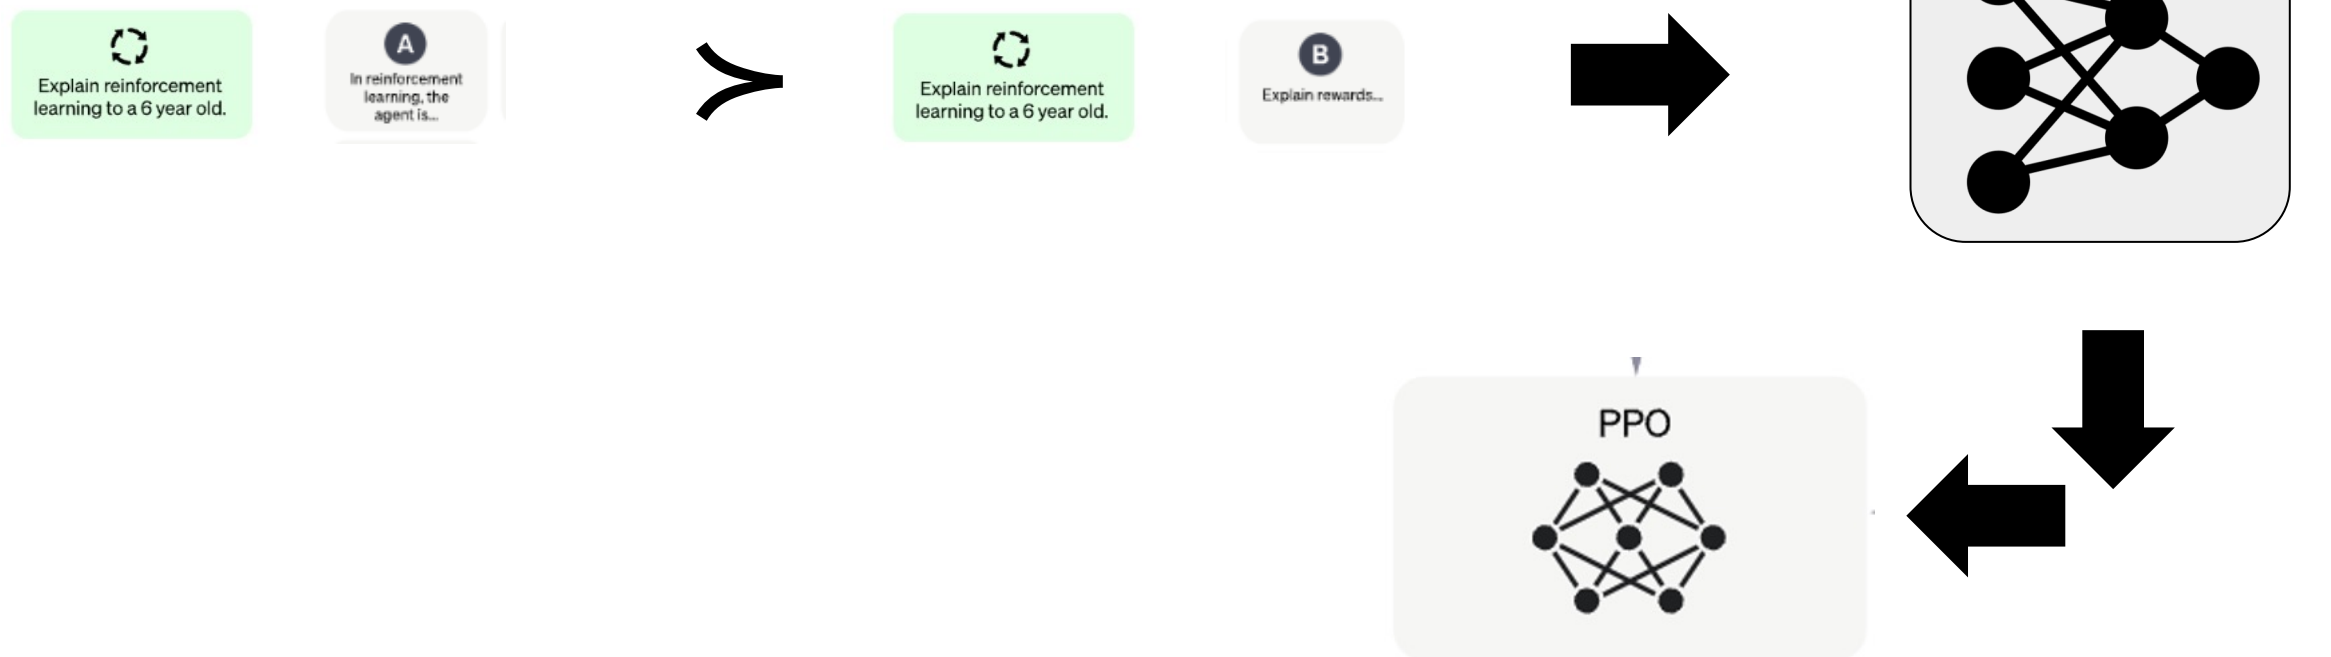 Explain reinforcement
learning to a 6 year old.
A
In reinforcement
learning, the
agent is...
≻
Explain reinforcement
learning to a 6 year old.
B
Explain rewards...
PPO